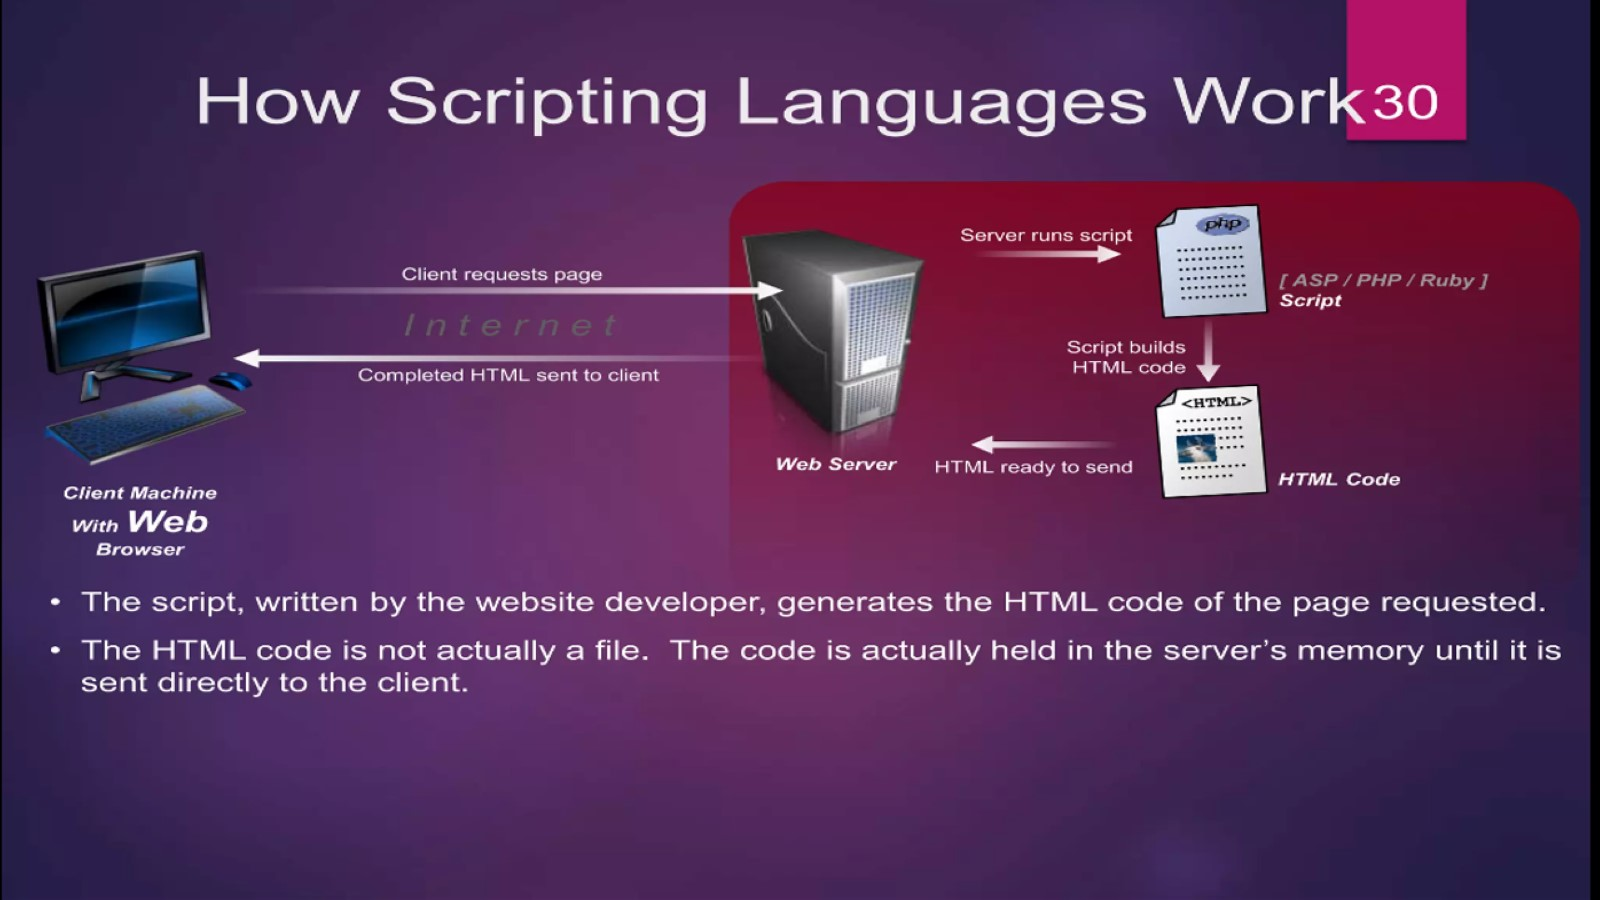 How Scripting Languages Work
30
Client requests page
Internet
Completed HTML sent to client
Client Machine
With Web
Browser
Web Server
Server runs script
php
[ ASP / PHP / Ruby ]
Script
Script builds
HTML code
<HTML>
HTML ready to send
HTML Code
• The script, written by the website developer, generates the HTML code of the page requested.
• The HTML code is not actually a file.  The code is actually held in the server’s memory until it is
sent directly to the client.